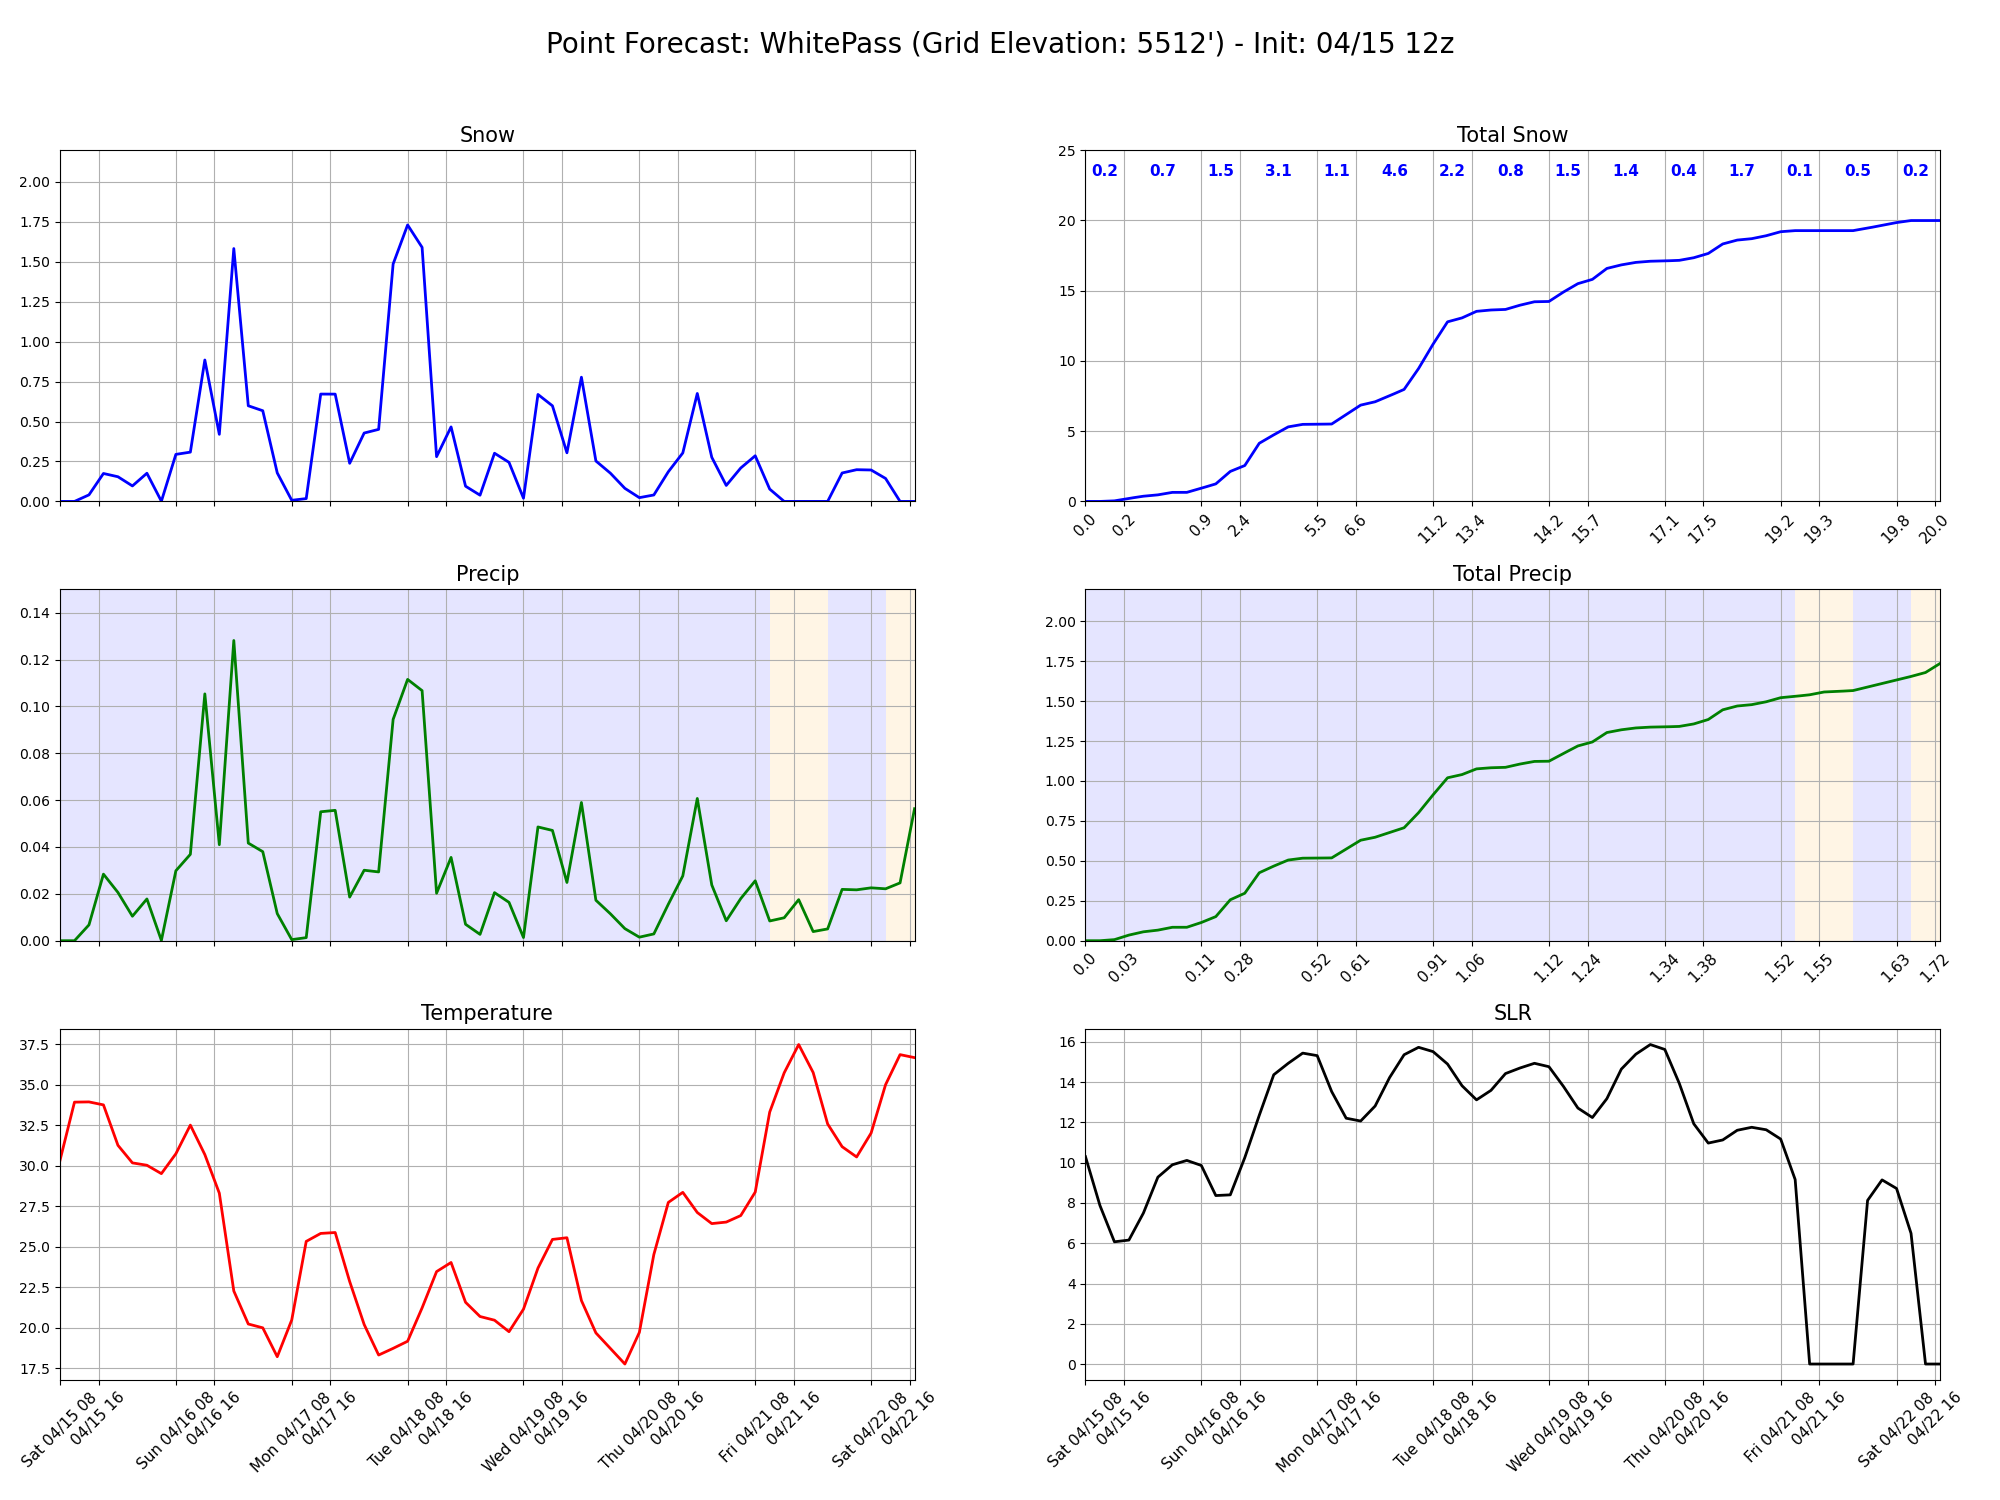 Point Forecast: WhitePass (Grid Elevation: 5512') - Init: 04/15 12z
Snow
2.00
1.75
1.50
1.25
1.00
0.75
0.50
0.25
0.00
Total Snow
25
20
15
10
5
0
0.2 0.7 1.5 3.1 1.1 4.6 2.2 0.8 1.5 1.4 0.4 1.7 0.1 0.5 0.2
0.0 0.2 0.9 2.4 5.5 6.6 11.2 13.4 14.2 15.7 17.1 17.5 19.2 19.3 19.8 20.0
Precip
0.14
0.12
0.10
0.08
0.06
0.04
0.02
0.00
Total Precip
2.00
1.75
1.50
1.25
1.00
0.75
0.50
0.25
0.00
0.0 0.03 0.11 0.28 0.52 0.61 0.91 1.06 1.12 1.24 1.34 1.38 1.52 1.55 1.63 1.72
Temperature
37.5
35.0
32.5
30.0
27.5
25.0
22.5
20.0
17.5
Sat 04/15 08
04/15 16
Sun 04/16 08
04/16 16
Mon 04/17 08
04/17 16
Tue 04/18 08
04/18 16
Wed 04/19 08
04/19 16
Thu 04/20 08
04/20 16
Fri 04/21 08
04/21 16
Sat 04/22 08
04/22 16
SLR
16
14
12
10
8
6
4
2
0
Sat 04/15 08
04/15 16
Sun 04/16 08
04/16 16
Mon 04/17 08
04/17 16
Tue 04/18 08
04/18 16
Wed 04/19 08
04/19 16
Thu 04/20 08
04/20 16
Fri 04/21 08
04/21 16
Sat 04/22 08
04/22 16